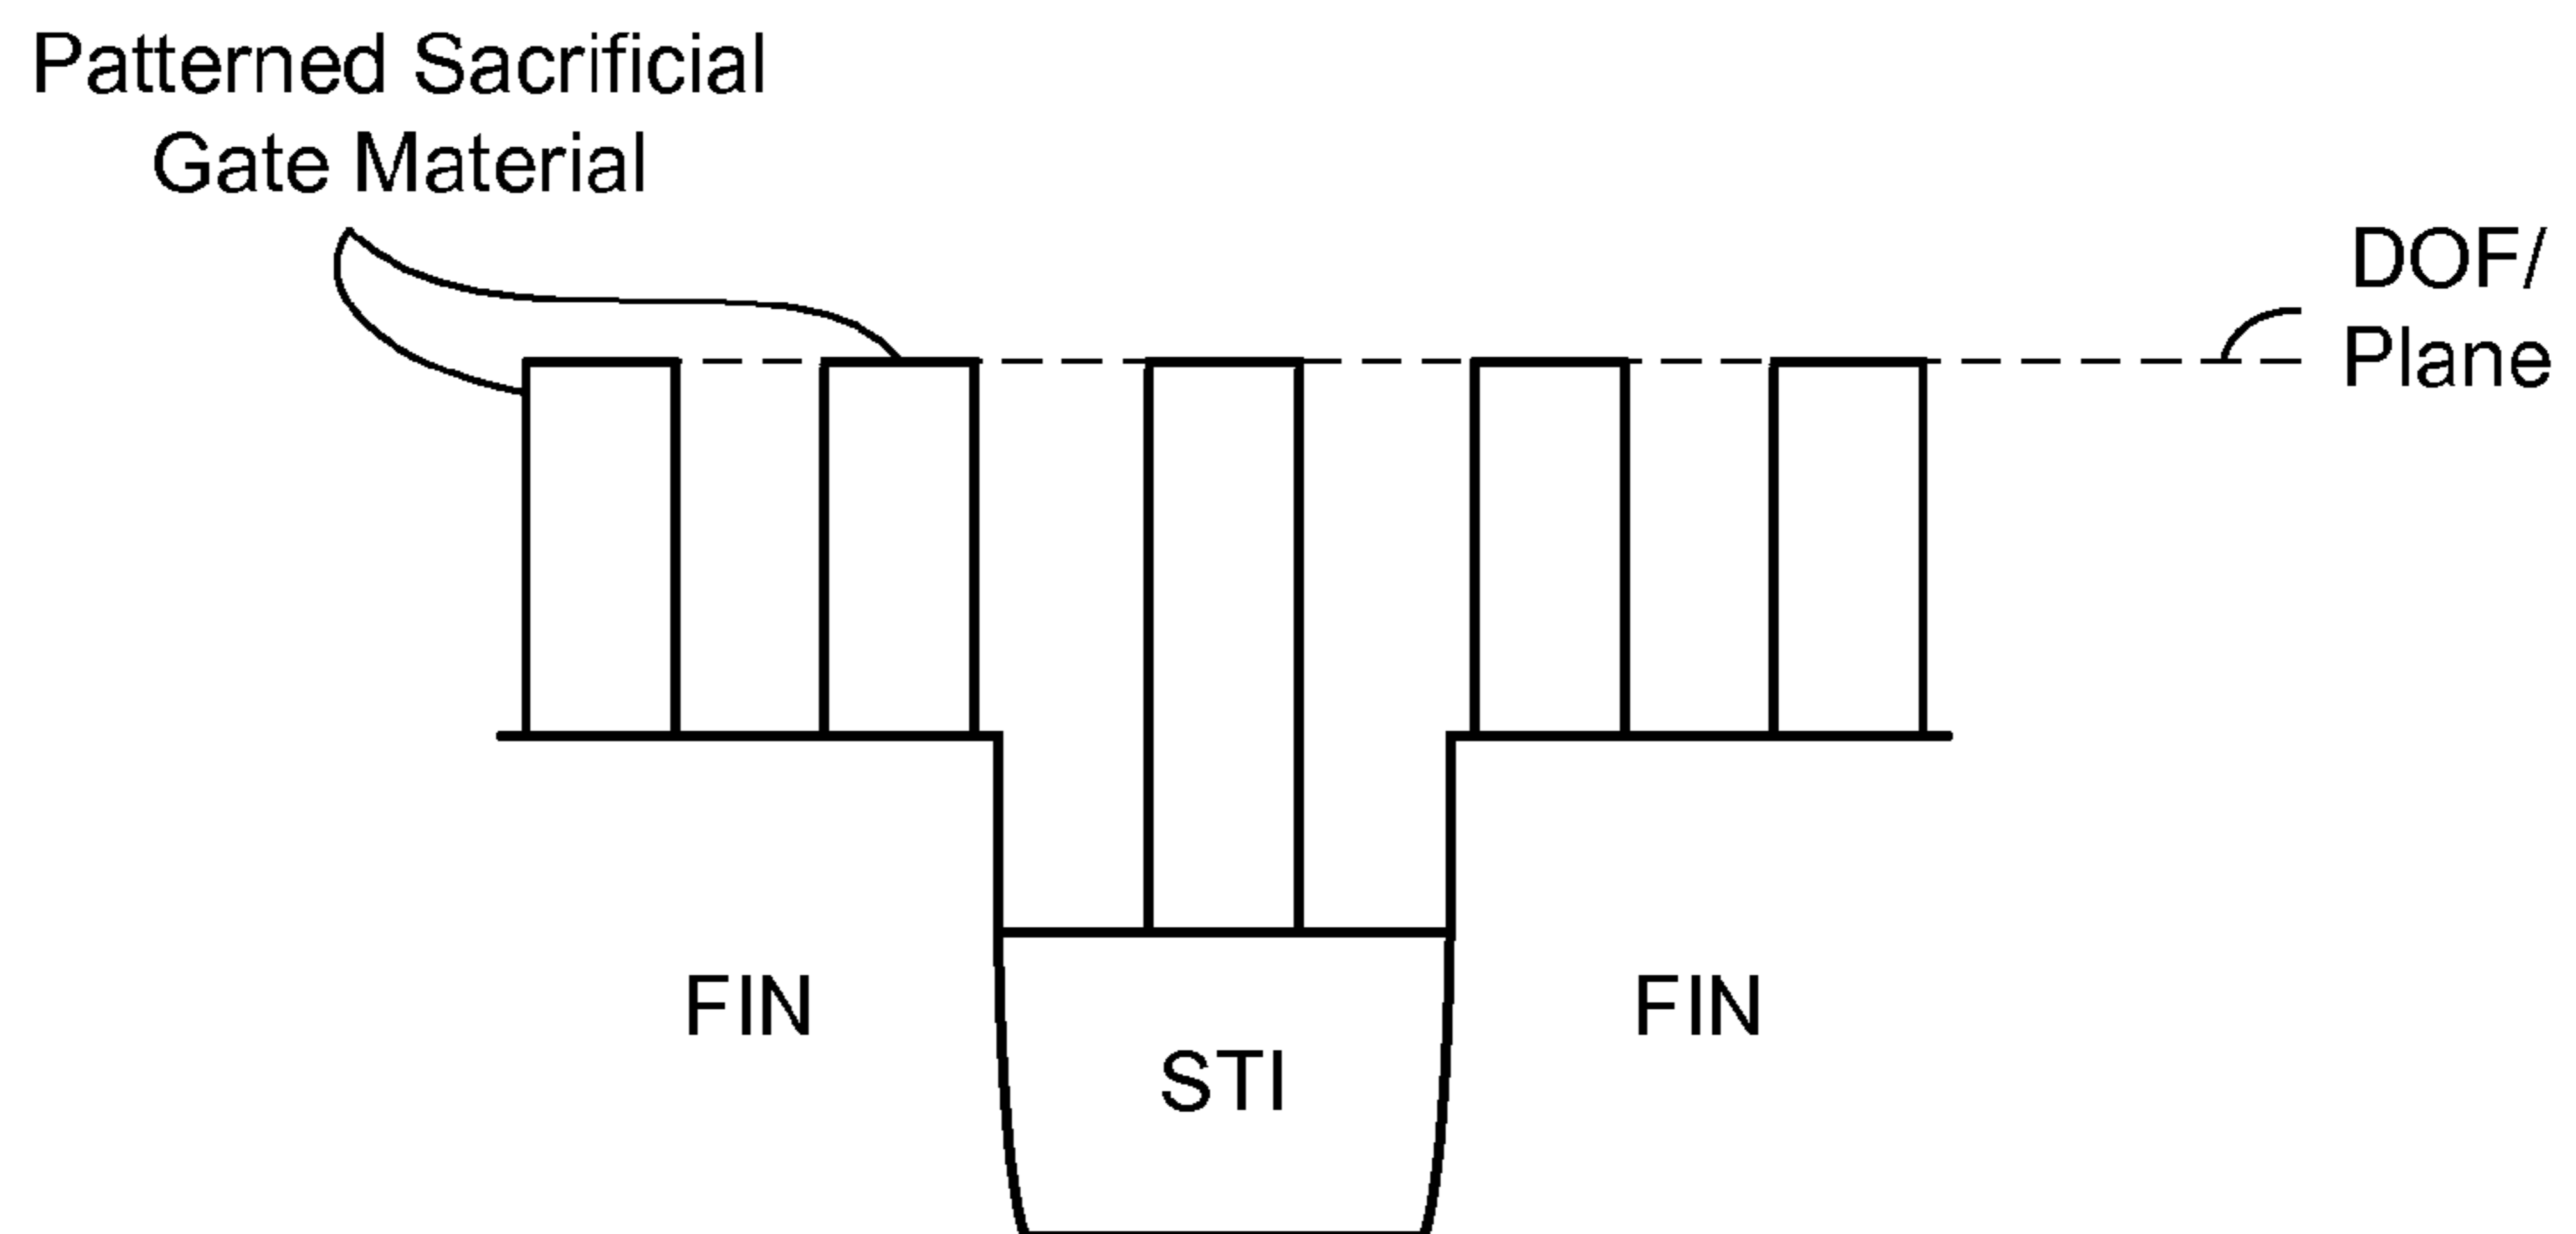 Patterned Sacrificial
Gate Material
DOF/
Plane
FIN
FIN
STI